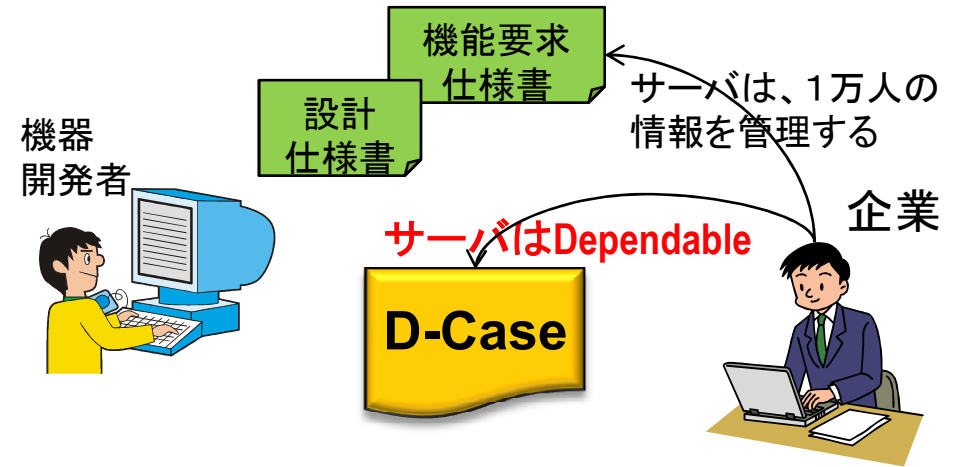 機能要求
仕様書
サーバは、1万人の
情報を管理する
設計
仕様書
機器
開発者
企業
サーバはDependable
D-Case